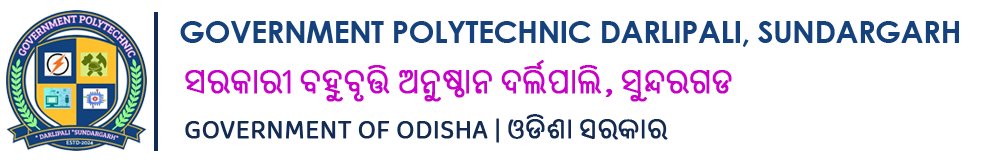 GOVERNMENT POLYTECHNIC
"DARLIPALI "SUNDARGARH"
ESTD-2024
GOVERNMENT POLYTECHNIC DARLIPALI, SUNDARGARH
ସରକାରୀ ବହୁବୃତ୍ତି ଅନୁଷ୍ଠାନ ଦର୍ଲିପାଲି, ସୁନ୍ଦରଗଡ
GOVERNMENT OF ODISHA | ଓଡିଶା ସରକାର